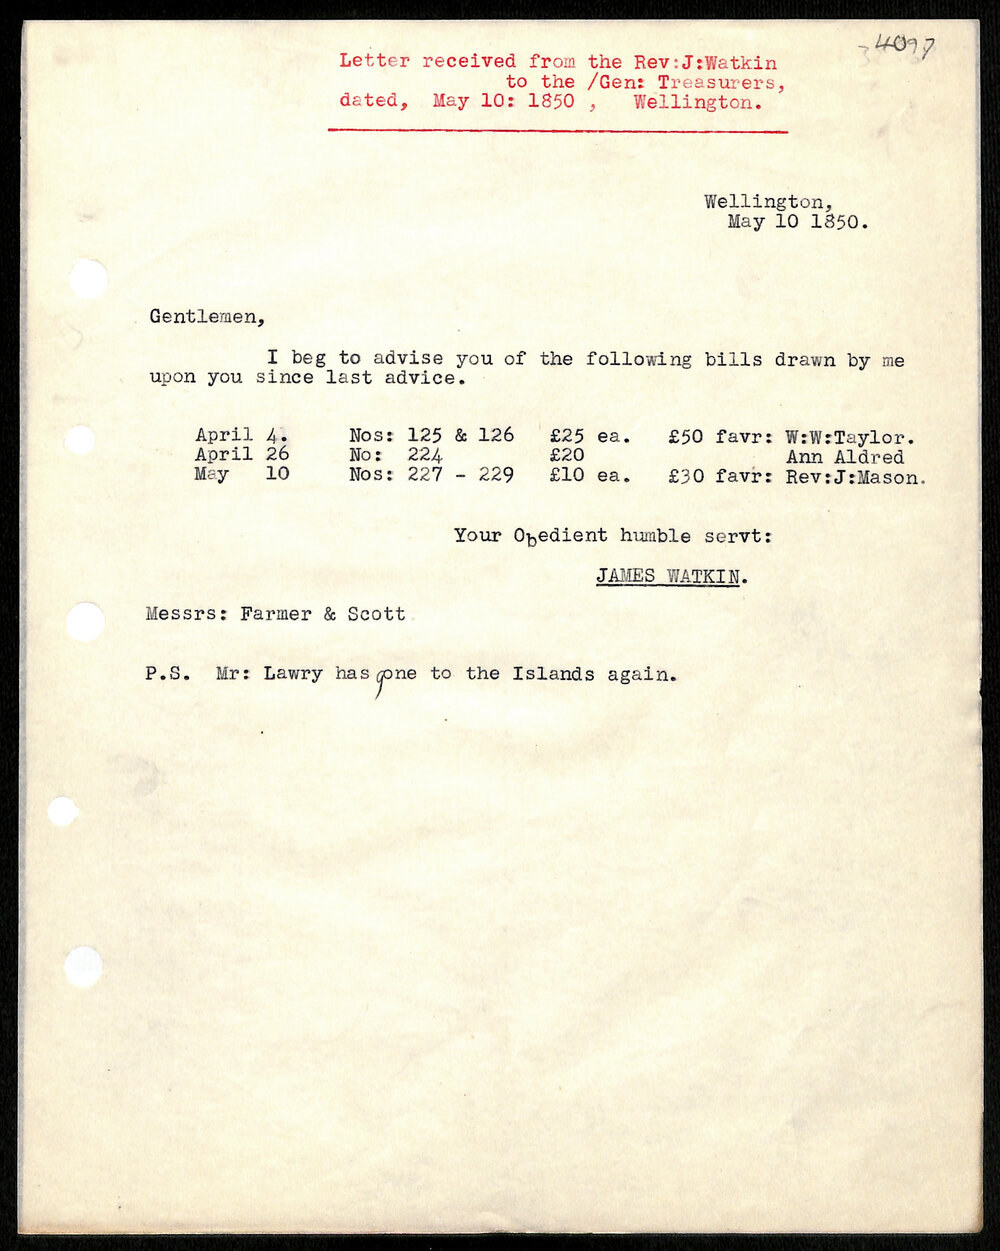 4097
Letter received from the Rev:J:Watkin
to the /Gen: Treasurers,
dated, May 10: 1850 , Wellington.
Wellington,
May 10 1850.
Gentlemen,
I beg to advise you of the following bills drawn by me
upon you since last advice.
April 4. Nos: 125 & 126 £25 ea. £50 favr: W:W:Taylor.
April 26 No: 224 £20 Ann Aldred
May 10 Nos: 227 - 229 £10 ea. £30 favr: Rev:J:Mason.
Your Obedient humble servt:
JAMES WATKIN.
Messrs: Farmer & Scott
P.S. Mr: Lawry has gone to the Islands again.